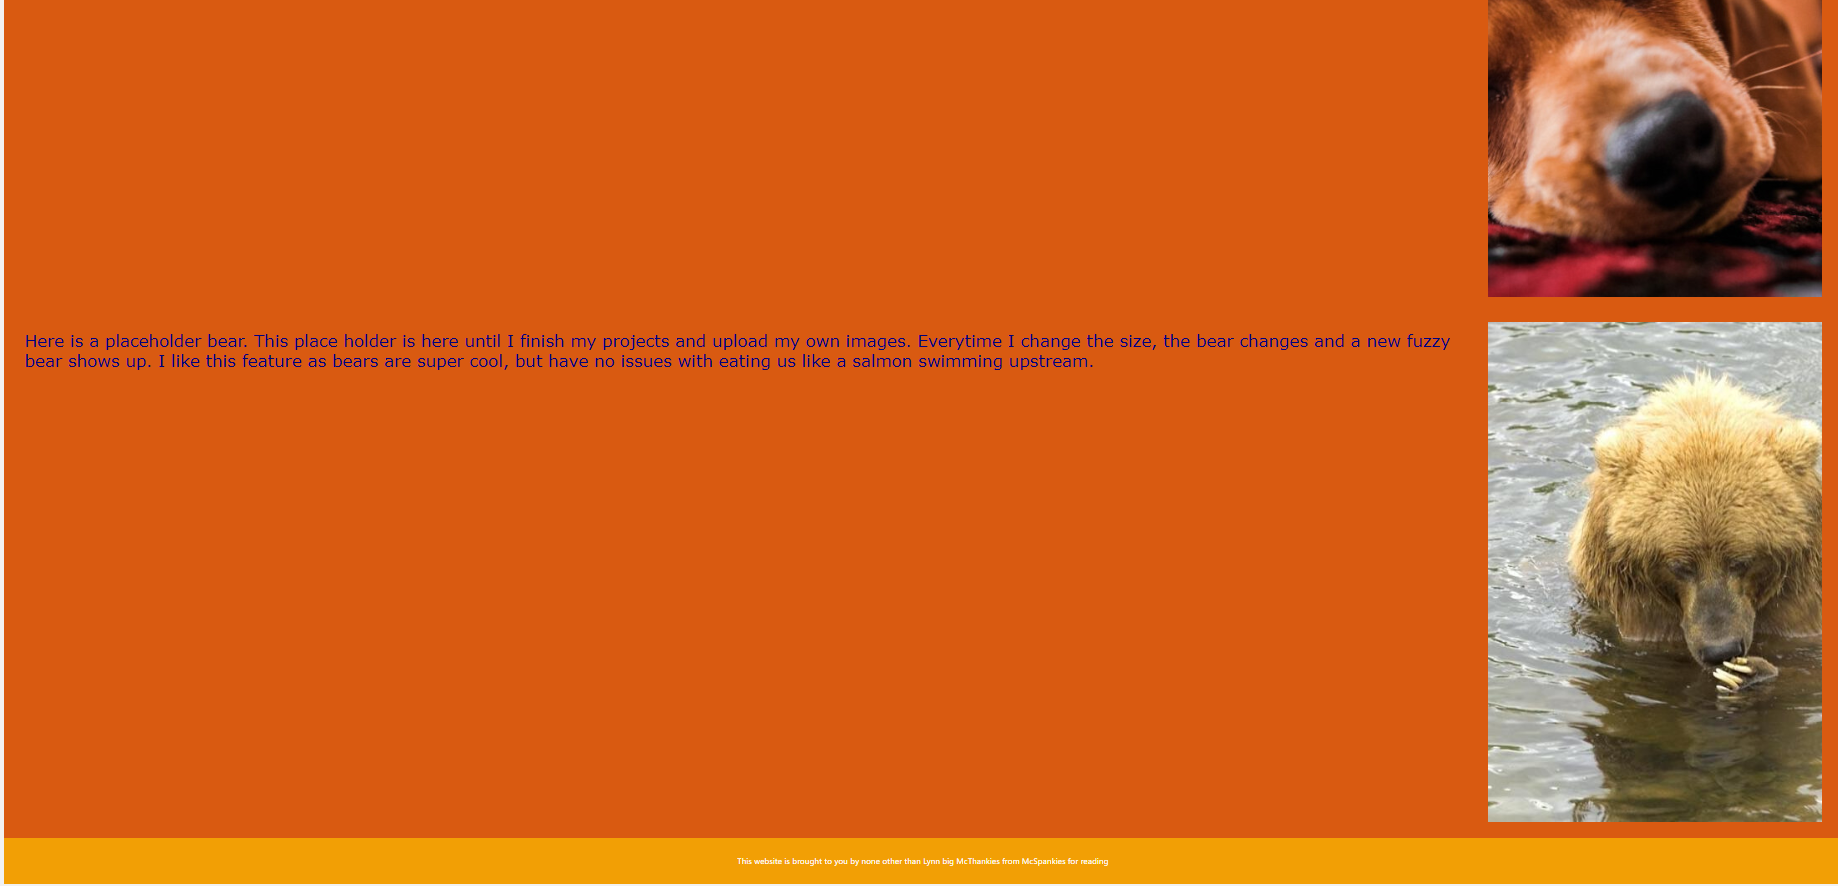 Here is a placeholder bear. This place holder is here until I finish my projects and upload my own images. Everytime I change the size, the bear changes and a new fuzzy
bear shows up. I like this feature as bears are super cool, but have no issues with eating us like a salmon swimming upstream.
This website is brought to you by none other than Lynn big McThankies from McSpankies for reading